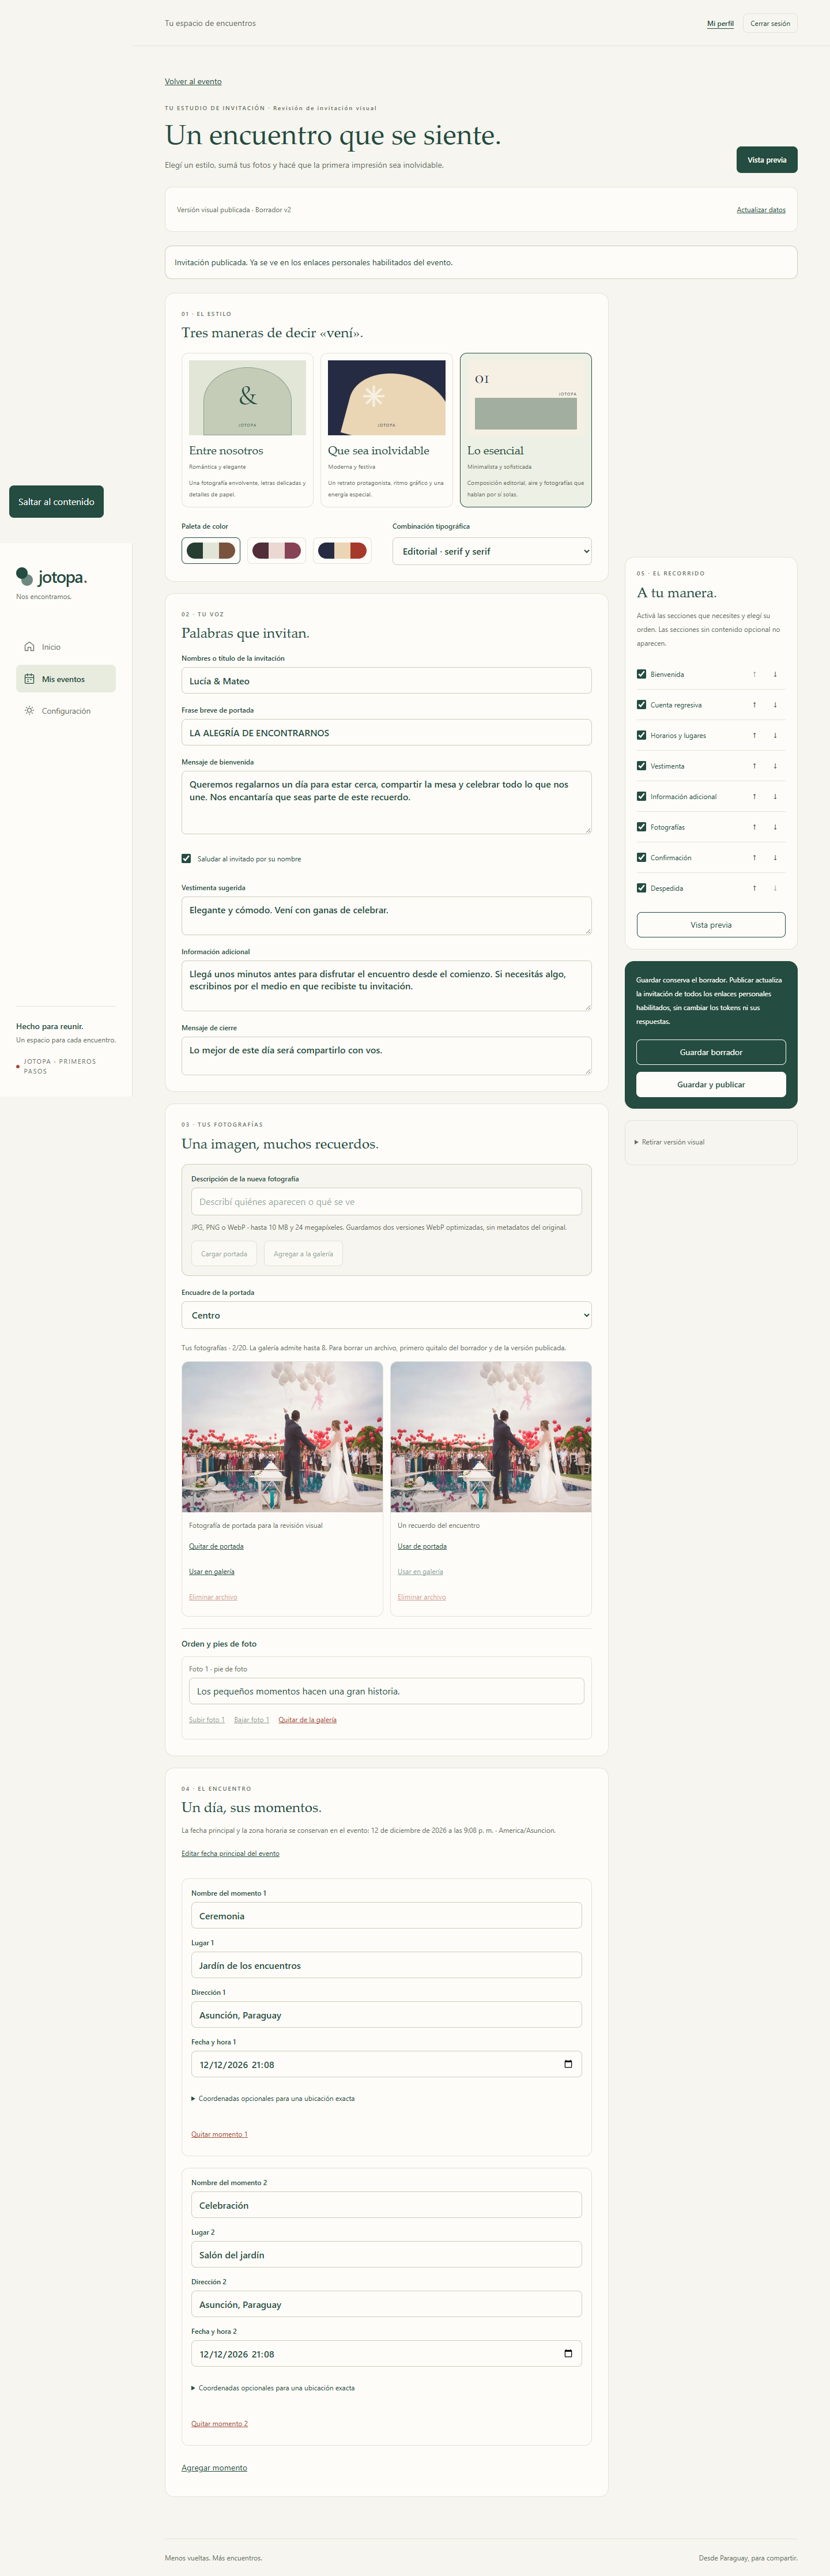 Tu espacio de encuentros
Mi perfil
Cerrar sesión
Volver al evento
TU ESTUDIO DE INVITACIÓN · Revisión de invitación visual
Un encuentro que se siente.
Elegí un estilo, sumá tus fotos y hacé que la primera impresión sea inolvidable.
Vista previa
Versión visual publicada · Borrador v2
Actualizar datos
Invitación publicada. Ya se ve en los enlaces personales habilitados del evento.
01 · EL ESTILO
Tres maneras de decir «vení».
&
JOTOPA
Entre nosotros
Romántica y elegante
Una fotografía envolvente, letras delicadas y
detalles de papel.
JOTOPA
Que sea inolvidable
Moderna y festiva
Un retrato protagonista, ritmo gráfico y una
energía especial.
01
JOTOPA
Lo esencial
Minimalista y sofisticada
Composición editorial, aire y fotografías que
hablan por sí solas.
Paleta de color
Combinación tipográfica
Editorial · serif y serif
Saltar al contenido
jotopa.
Nos encontramos.
Inicio
Mis eventos
Configuración
Hecho para reunir.
Un espacio para cada encuentro.
JOTOPA · PRIMEROS
PASOS
02 · TU VOZ
Palabras que invitan.
Nombres o título de la invitación
Lucía & Mateo
Frase breve de portada
LA ALEGRÍA DE ENCONTRARNOS
Mensaje de bienvenida
Queremos regalarnos un día para estar cerca, compartir la mesa y celebrar todo lo que nos
une. Nos encantaría que seas parte de este recuerdo.
Saludar al invitado por su nombre
Vestimenta sugerida
Elegante y cómodo. Vení con ganas de celebrar.
Información adicional
Llegá unos minutos antes para disfrutar el encuentro desde el comienzo. Si necesitás algo,
escribinos por el medio en que recibiste tu invitación.
Mensaje de cierre
Lo mejor de este día será compartirlo con vos.
05 · EL RECORRIDO
A tu manera.
Activá las secciones que necesites y elegí su
orden. Las secciones sin contenido opcional no
aparecen.
Bienvenida ↑ ↓
Cuenta regresiva ↑ ↓
Horarios y lugares ↑ ↓
Vestimenta ↑ ↓
Información adicional ↑ ↓
Fotografías ↑ ↓
Confirmación ↑ ↓
Despedida ↑ ↓
Vista previa
Guardar conserva el borrador. Publicar actualiza
la invitación de todos los enlaces personales
habilitados, sin cambiar los tokens ni sus
respuestas.
Guardar borrador
Guardar y publicar
Retirar versión visual
03 · TUS FOTOGRAFÍAS
Una imagen, muchos recuerdos.
Descripción de la nueva fotografía
Describí quiénes aparecen o qué se ve
JPG, PNG o WebP · hasta 10 MB y 24 megapíxeles. Guardamos dos versiones WebP optimizadas, sin metadatos del original.
Cargar portada
Agregar a la galería
Encuadre de la portada
Centro
Tus fotografías · 2/20. La galería admite hasta 8. Para borrar un archivo, primero quitalo del borrador y de la versión publicada.
Fotografía de portada para la revisión visual
Quitar de portada
Usar en galería
Eliminar archivo
Un recuerdo del encuentro
Usar de portada
Usar en galería
Eliminar archivo
Orden y pies de foto
Foto 1 · pie de foto
Los pequeños momentos hacen una gran historia.
Subir foto 1
Bajar foto 1
Quitar de la galería
04 · EL ENCUENTRO
Un día, sus momentos.
La fecha principal y la zona horaria se conservan en el evento: 12 de diciembre de 2026 a las 9:08 p. m. · America/Asuncion.
Editar fecha principal del evento
Nombre del momento 1
Ceremonia
Lugar 1
Jardín de los encuentros
Dirección 1
Asunción, Paraguay
Fecha y hora 1
12/12/2026 21:08
Coordenadas opcionales para una ubicación exacta
Quitar momento 1
Nombre del momento 2
Celebración
Lugar 2
Salón del jardín
Dirección 2
Asunción, Paraguay
Fecha y hora 2
12/12/2026 21:08
Coordenadas opcionales para una ubicación exacta
Quitar momento 2
Agregar momento
Menos vueltas. Más encuentros.
Desde Paraguay, para compartir.